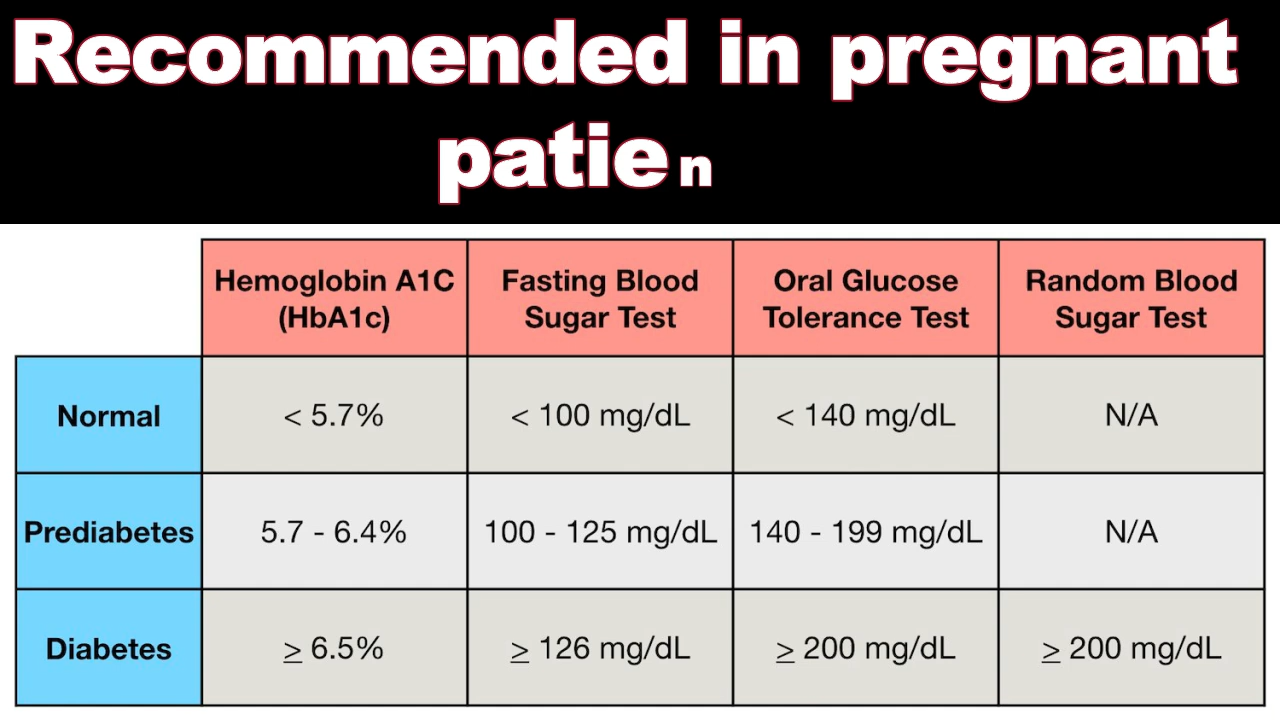 Recommended in pregnant
patien
Hemoglobin A1C (HbA1c) Fasting Blood Sugar Test Oral Glucose Tolerance Test Random Blood Sugar Test
Normal < 5.7% < 100 mg/dL < 140 mg/dL N/A
Prediabetes 5.7 - 6.4% 100 - 125 mg/dL 140 - 199 mg/dL N/A
Diabetes ≥ 6.5% ≥ 126 mg/dL ≥ 200 mg/dL ≥ 200 mg/dL